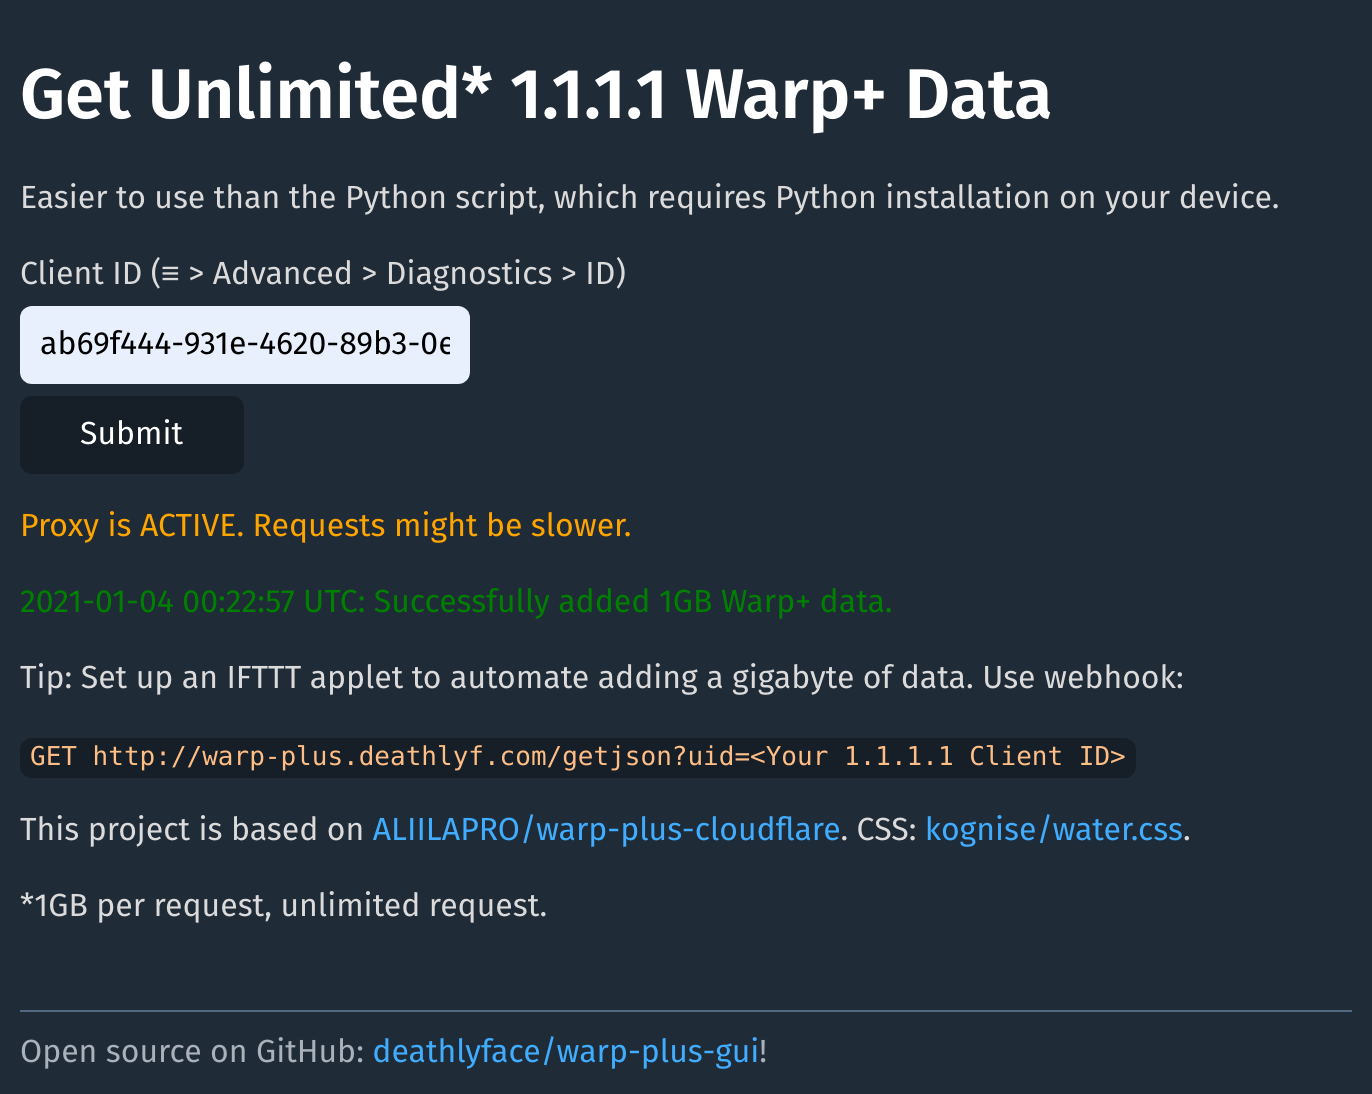 Get Unlimited* 1.1.1.1 Warp+ Data
Easier to use than the Python script, which requires Python installation on your device.
Client ID (≡ > Advanced > Diagnostics > ID)
ab69f444-931e-4620-89b3-0e
Submit
Proxy is ACTIVE. Requests might be slower.
2021-01-04 00:22:57 UTC: Successfully added 1GB Warp+ data.
Tip: Set up an IFTTT applet to automate adding a gigabyte of data. Use webhook:
GET http://warp-plus.deathlyf.com/getjson?uid=<Your 1.1.1.1 Client ID>
This project is based on ALIILAPRO/warp-plus-cloudflare. CSS: kognise/water.css.
*1GB per request, unlimited request.
Open source on GitHub: deathlyface/warp-plus-gui!